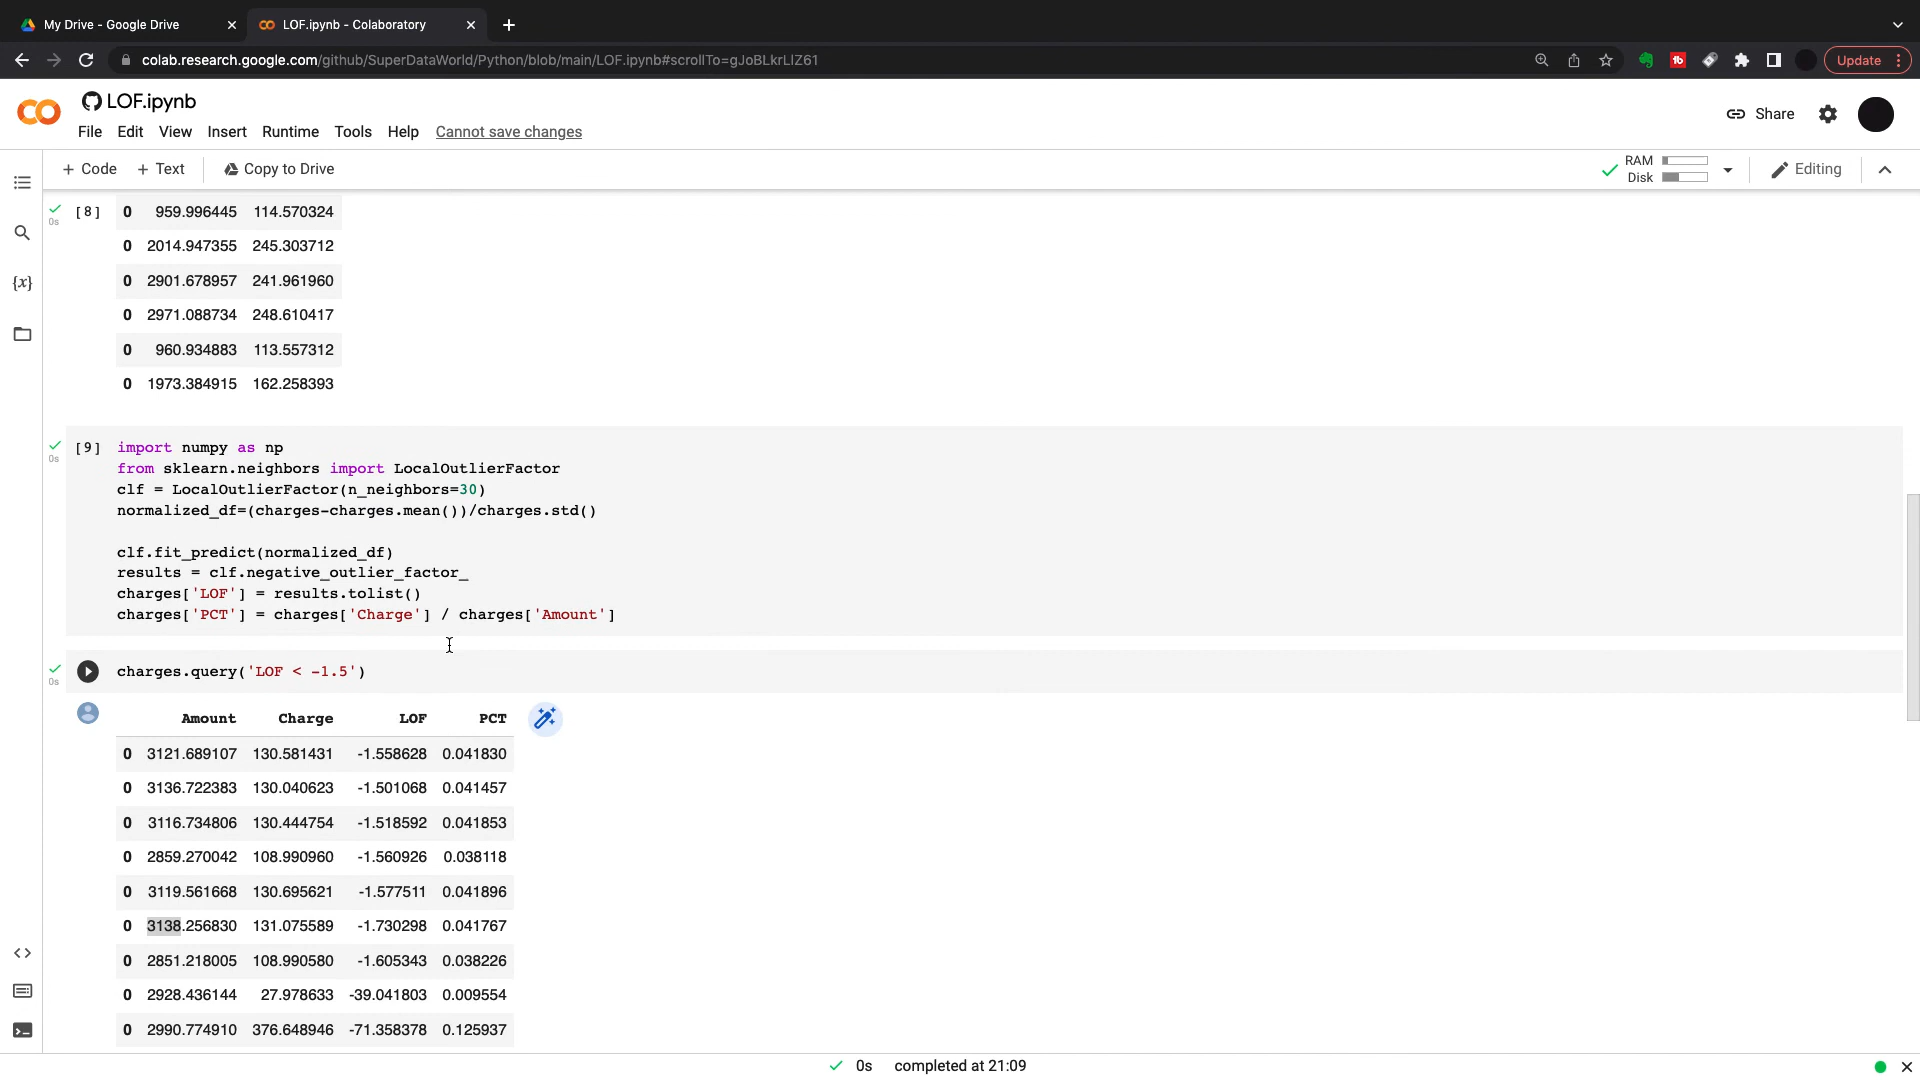 My Drive - Google Drive
LOF.ipynb - Colaboratory
colab.research.google.com/github/SuperDataWorld/Python/blob/main/LOF.ipynb#scrollTo=gJoBLkrLlZ61
Update
LOF.ipynb
File Edit View Insert Runtime Tools Help Cannot save changes
Share
+ Code + Text Copy to Drive
RAM
Disk
Editing
[8] 0 959.996445 114.570324
0s
0 2014.947355 245.303712
0 2901.678957 241.961960
0 2971.088734 248.610417
0 960.934883 113.557312
0 1973.384915 162.258393
{x}
[9] import numpy as np
0s
from sklearn.neighbors import LocalOutlierFactor
clf = LocalOutlierFactor(n_neighbors=30)
normalized_df=(charges-charges.mean())/charges.std()
clf.fit_predict(normalized_df)
results = clf.negative_outlier_factor_
charges['LOF'] = results.tolist()
charges['PCT'] = charges['Charge'] / charges['Amount']
charges.query('LOF < -1.5')
0s
Amount Charge LOF PCT
0 3121.689107 130.581431 -1.558628 0.041830
0 3136.722383 130.040623 -1.501068 0.041457
0 3116.734806 130.444754 -1.518592 0.041853
0 2859.270042 108.990960 -1.560926 0.038118
0 3119.561668 130.695621 -1.577511 0.041896
0 3138.256830 131.075589 -1.730298 0.041767
0 2851.218005 108.990580 -1.605343 0.038226
0 2928.436144 27.978633 -39.041803 0.009554
0 2990.774910 376.648946 -71.358378 0.125937
0s completed at 21:09